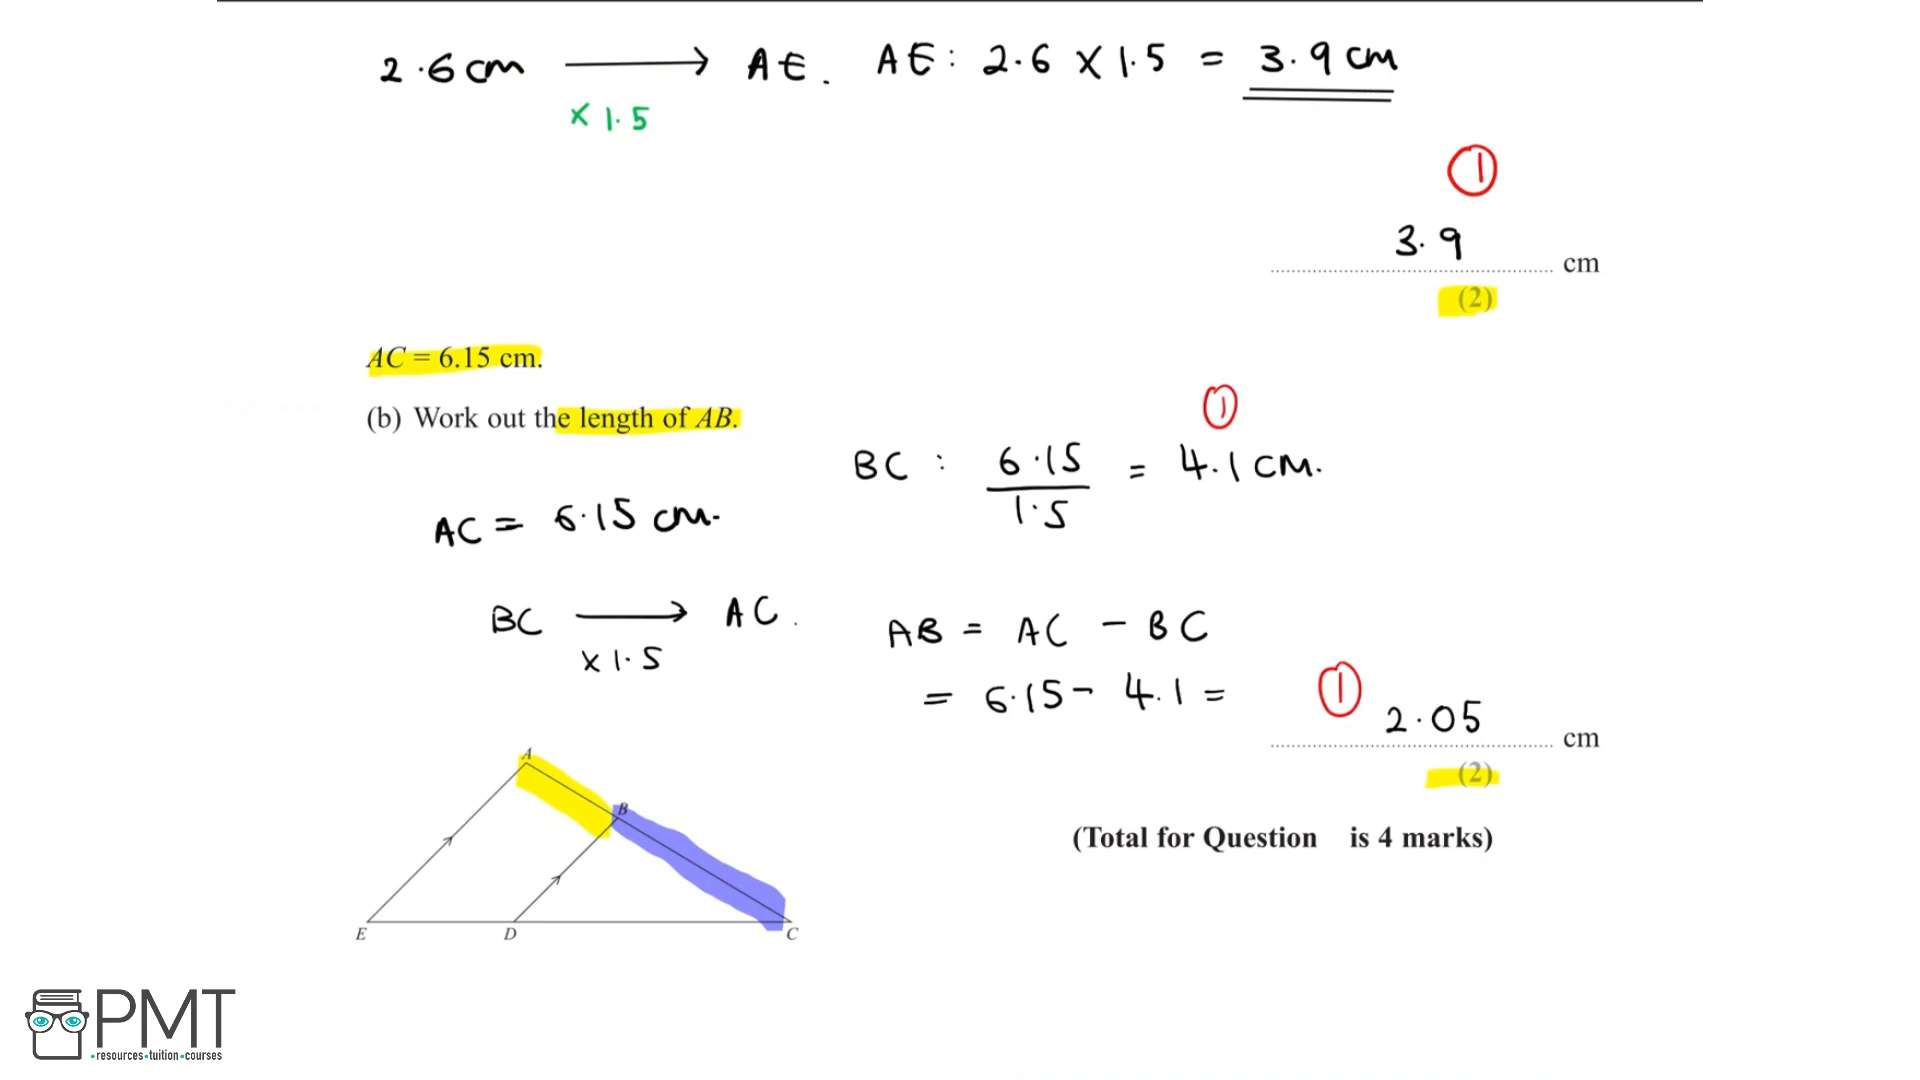 2.6cm ⟶ AE. AE: 2.6 × 1.5 = 3.9cm
× 1.5
1
3.9
cm
(2)
AC = 6.15 cm.
(b) Work out the length of AB.
1
BC : 6.15 / 1.5 = 4.1 cm.
AC = 6.15 cm.
BC ⟶ AC.
× 1.5
AB = AC − BC
= 6.15 − 4.1 =
1
2.05
cm
(2)
(Total for Question is 4 marks)
A
B
E
D
C
PMT
•resources•tuition•courses